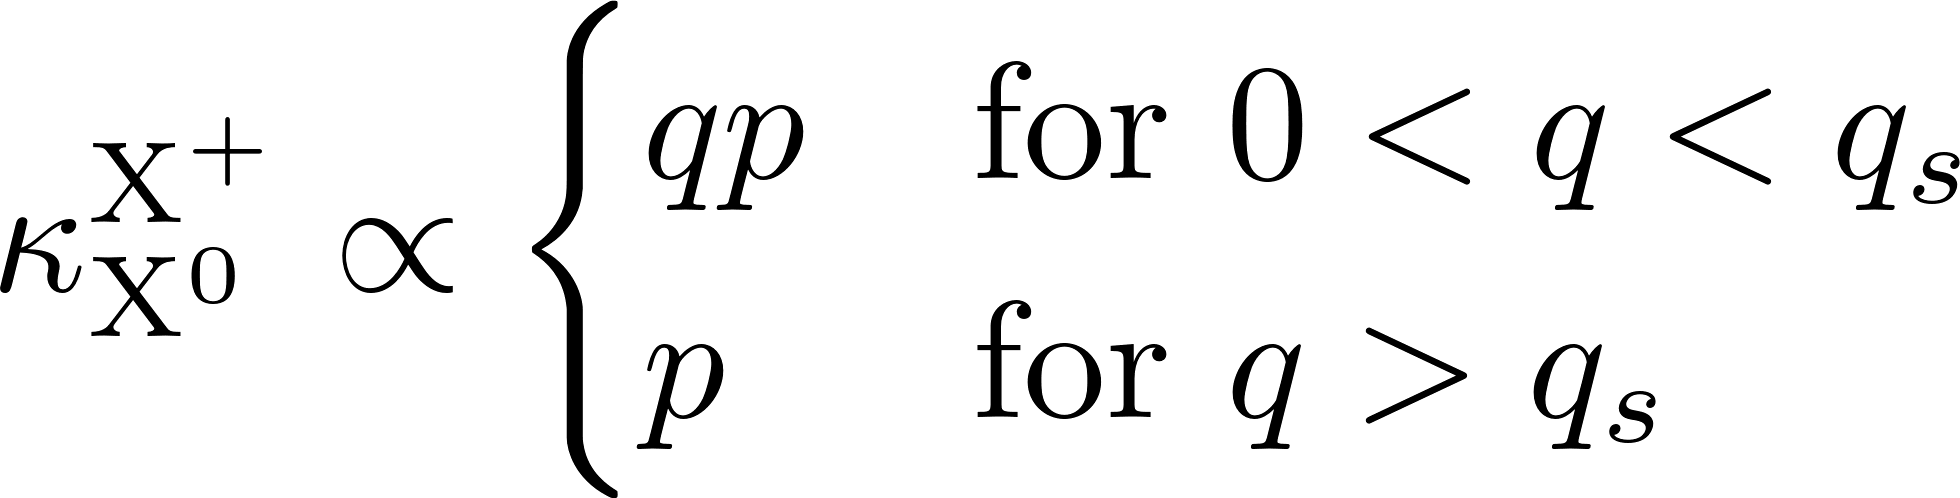 κ_{X^0}^{X^+} ∝ { qp for 0 < q < q_s
p for q > q_s